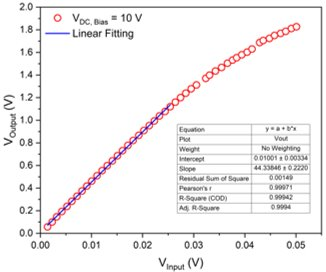 V_DC, Bias = 10 V
Linear Fitting
V_Output (V)
2.0
1.8
1.6
1.4
1.2
1.0
0.8
0.6
0.4
0.2
0.0
Equation y = a + b*x
Plot Vout
Weight No Weighting
Intercept 0.01001 ± 0.00334
Slope 44.33846 ± 0.2220
Residual Sum of Square 0.00149
Pearson's r 0.99971
R-Square (COD) 0.99942
Adj. R-Square 0.9994
0.00 0.01 0.02 0.03 0.04 0.05
V_Input (V)